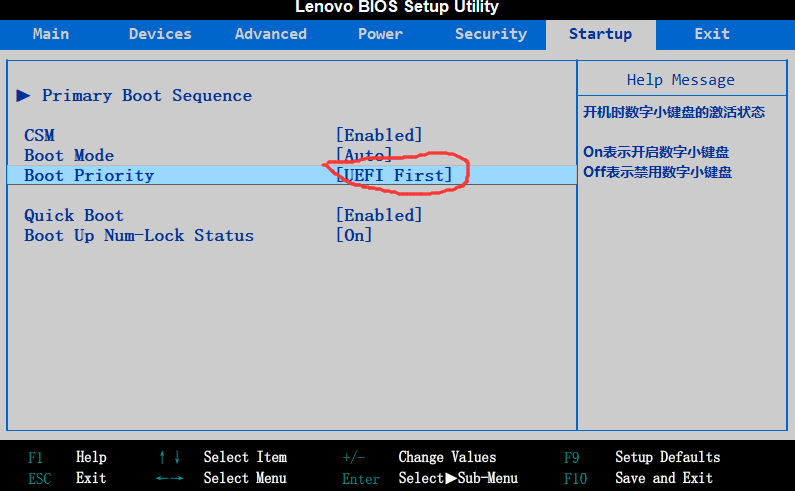 Lenovo BIOS Setup Utility
Main Devices Advanced Power Security Startup Exit
▶ Primary Boot Sequence
CSM [Enabled]
Boot Mode [Auto]
Boot Priority [UEFI First]
Quick Boot [Enabled]
Boot Up Num-Lock Status [On]
Help Message
开机时数字小键盘的激活状态
On表示开启数字小键盘
Off表示禁用数字小键盘
F1 Help ↑↓ Select Item +/- Change Values F9 Setup Defaults
ESC Exit ←→ Select Menu Enter Select▶Sub-Menu F10 Save and Exit